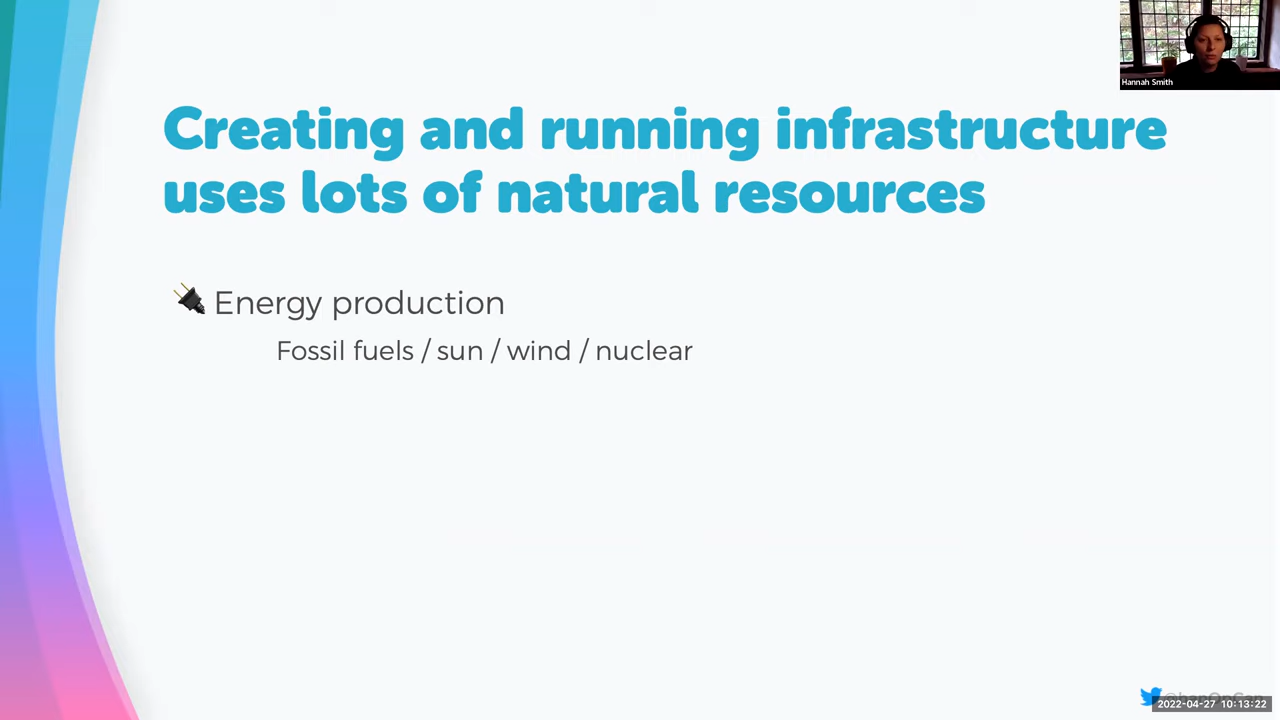 Hannah Smith
Creating and running infrastructure
uses lots of natural resources
Energy production
Fossil fuels / sun / wind / nuclear
2022-04-27 10:13:22